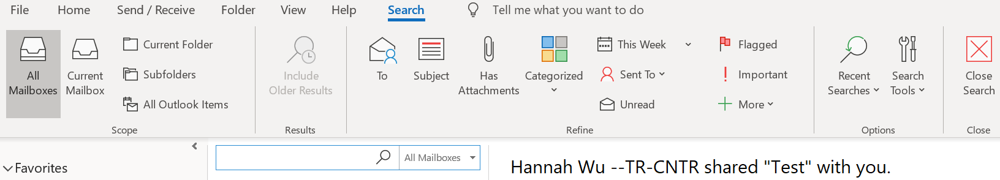 File Home Send / Receive Folder View Help Search Tell me what you want to do
All Mailboxes
Current Mailbox
Current Folder
Subfolders
All Outlook Items
Scope
Include Older Results
Results
To
Subject
Has Attachments
Categorized
This Week
Sent To
Unread
Flagged
Important
More
Refine
Recent Searches
Search Tools
Options
Close Search
Close
Favorites
All Mailboxes
Hannah Wu --TR-CNTR shared "Test" with you.